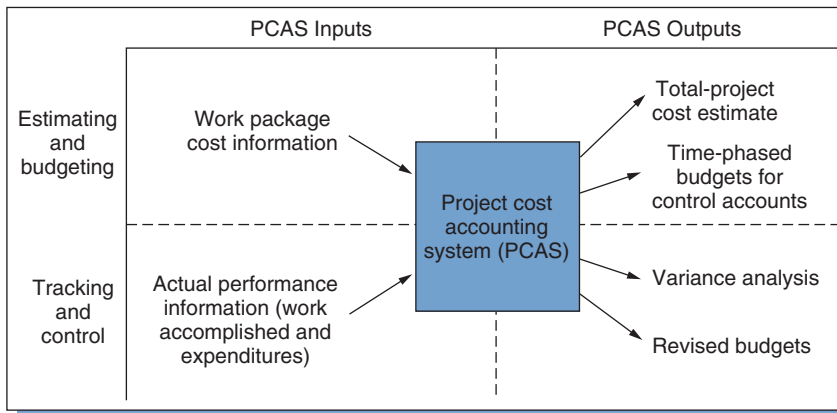 PCAS Inputs
PCAS Outputs
Estimating
and
budgeting
Work package
cost information
Total-project
cost estimate
Time-phased
budgets for
control accounts
Project cost
accounting
system (PCAS)
Tracking
and
control
Actual performance
information (work
accomplished and
expenditures)
Variance analysis
Revised budgets